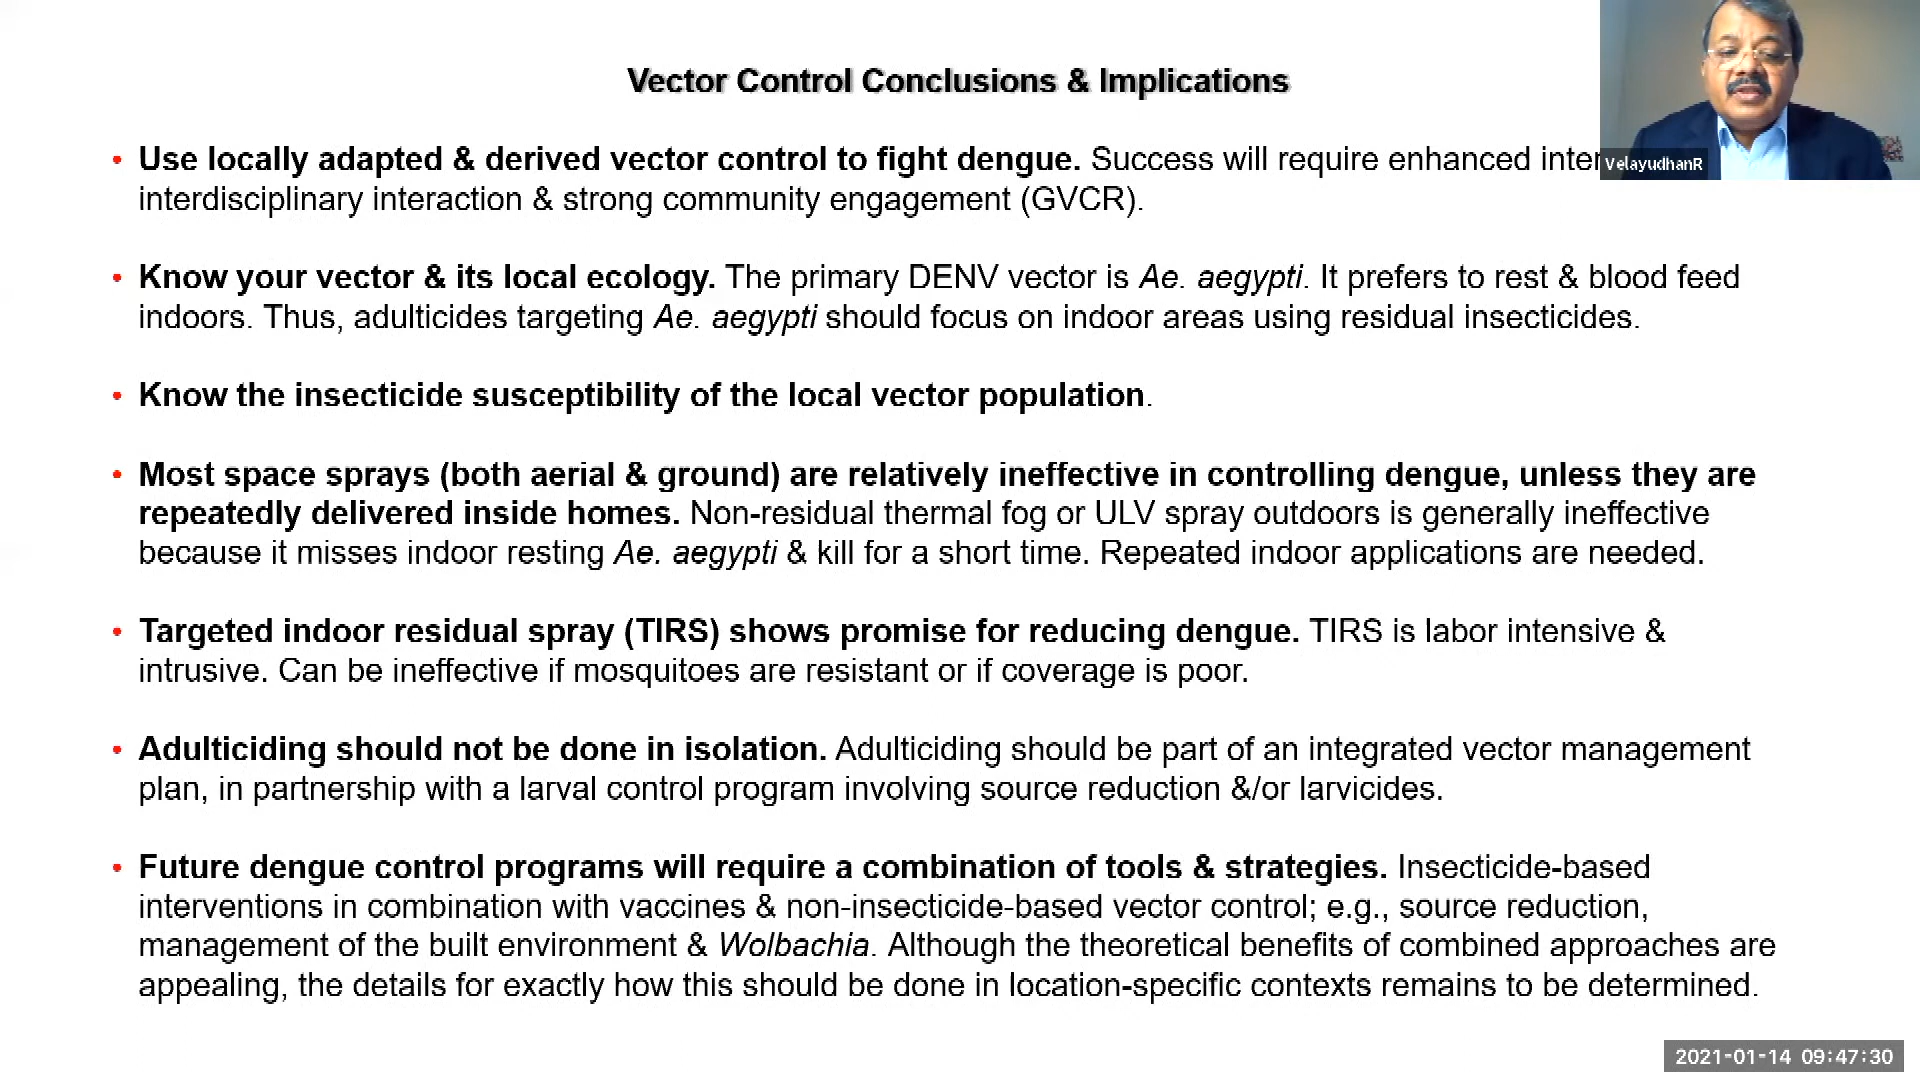 Vector Control Conclusions & Implications
• Use locally adapted & derived vector control to fight dengue. Success will require enhanced inter
interdisciplinary interaction & strong community engagement (GVCR).
• Know your vector & its local ecology. The primary DENV vector is Ae. aegypti. It prefers to rest & blood feed
indoors. Thus, adulticides targeting Ae. aegypti should focus on indoor areas using residual insecticides.
• Know the insecticide susceptibility of the local vector population.
• Most space sprays (both aerial & ground) are relatively ineffective in controlling dengue, unless they are
repeatedly delivered inside homes. Non-residual thermal fog or ULV spray outdoors is generally ineffective
because it misses indoor resting Ae. aegypti & kill for a short time. Repeated indoor applications are needed.
• Targeted indoor residual spray (TIRS) shows promise for reducing dengue. TIRS is labor intensive &
intrusive. Can be ineffective if mosquitoes are resistant or if coverage is poor.
• Adulticiding should not be done in isolation. Adulticiding should be part of an integrated vector management
plan, in partnership with a larval control program involving source reduction &/or larvicides.
• Future dengue control programs will require a combination of tools & strategies. Insecticide-based
interventions in combination with vaccines & non-insecticide-based vector control; e.g., source reduction,
management of the built environment & Wolbachia. Although the theoretical benefits of combined approaches are
appealing, the details for exactly how this should be done in location-specific contexts remains to be determined.
VelayudhanR
2021-01-14 09:47:30